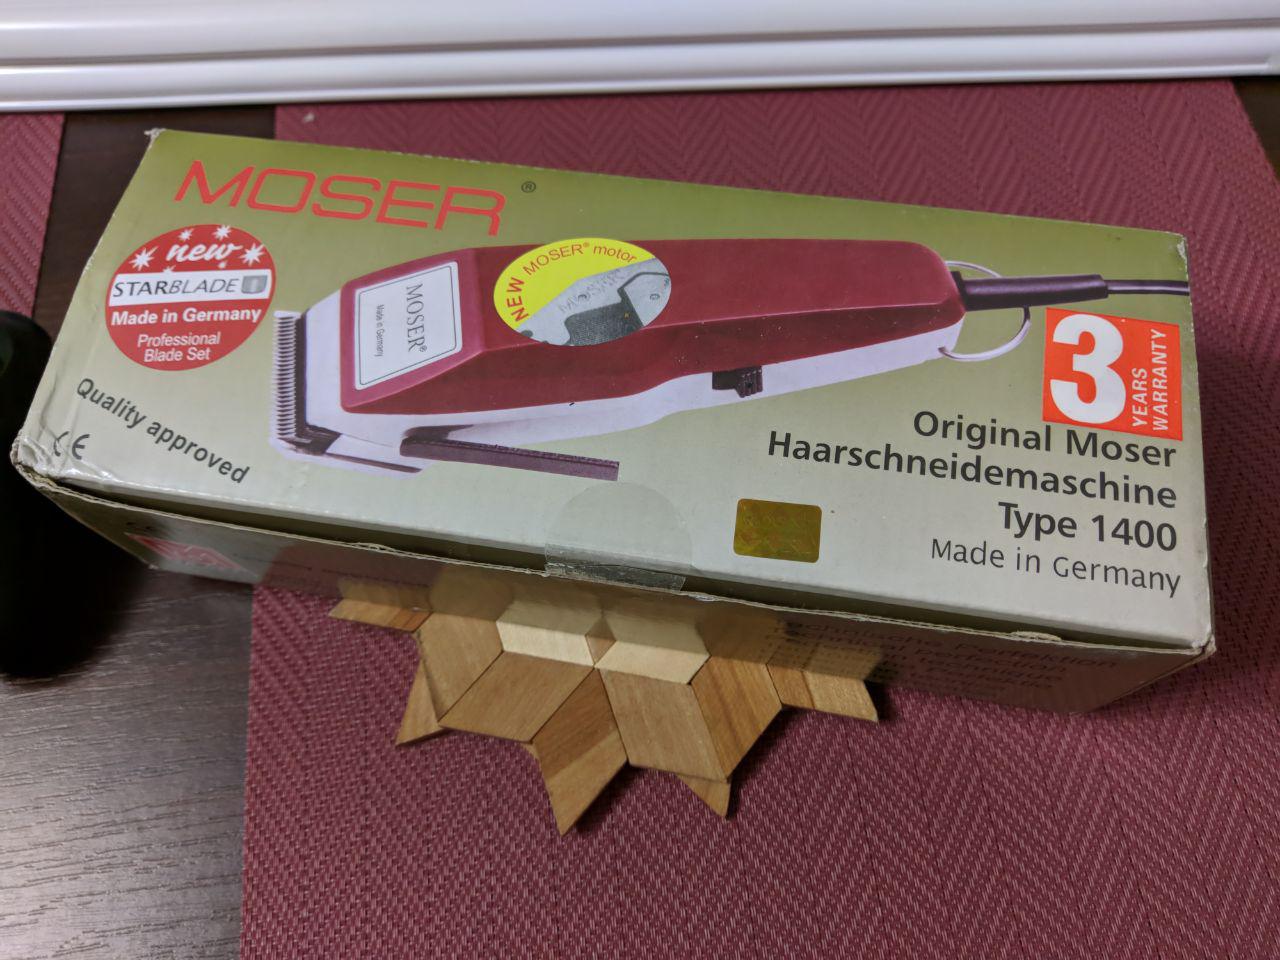 MOSER®
new
STARBLADE
Made in Germany
Professional
Blade Set
NEW MOSER® motor
MOSER
MOSER®
Made in Germany
3
YEARS
WARRANTY
Quality approved
CE
Original Moser
Haarschneidemaschine
Type 1400
Made in Germany